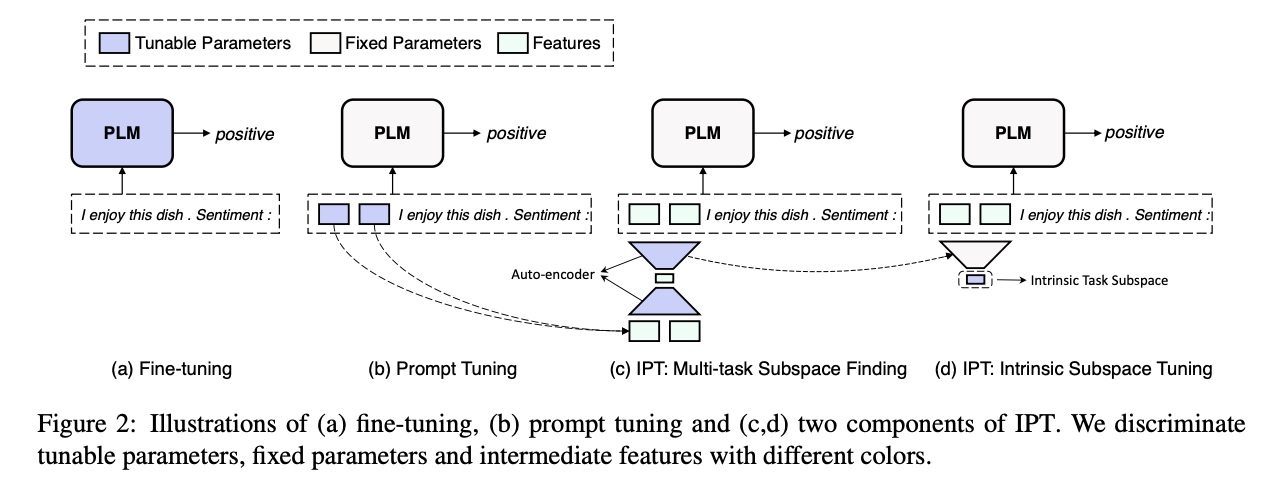 Tunable Parameters Fixed Parameters Features
PLM positive PLM positive PLM positive PLM positive
I enjoy this dish . Sentiment : I enjoy this dish . Sentiment : I enjoy this dish . Sentiment : I enjoy this dish . Sentiment :
Auto-encoder Intrinsic Task Subspace
(a) Fine-tuning (b) Prompt Tuning (c) IPT: Multi-task Subspace Finding (d) IPT: Intrinsic Subspace Tuning
Figure 2: Illustrations of (a) fine-tuning, (b) prompt tuning and (c,d) two components of IPT. We discriminate
tunable parameters, fixed parameters and intermediate features with different colors.